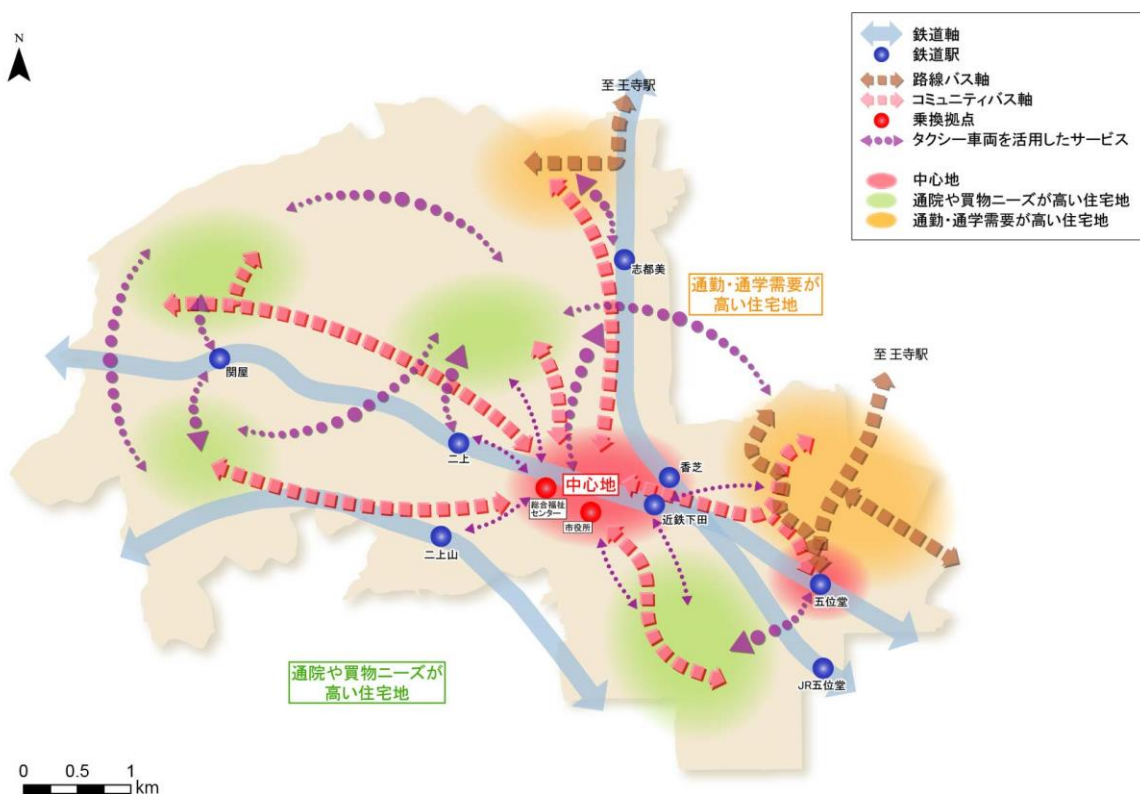 N
鉄道軸
鉄道駅
路線バス軸
コミュニティバス軸
乗換拠点
タクシー車両を活用したサービス
中心地
通院や買物ニーズが高い住宅地
通勤・通学需要が高い住宅地
至 王寺駅
志都美
通勤・通学需要が
高い住宅地
至 王寺駅
関屋
二上
香芝
中心地
総合福祉
センター
近鉄下田
市役所
二上山
五位堂
JR五位堂
通院や買物ニーズが
高い住宅地
0 0.5 1
km